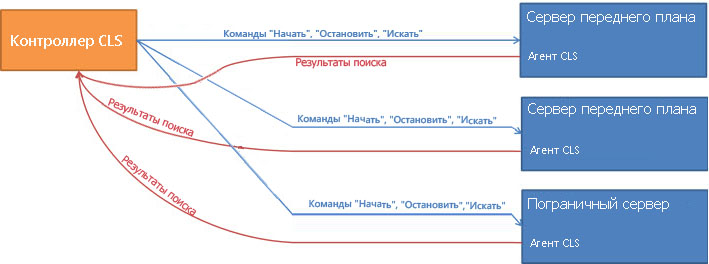 Контроллер CLS
Команды "Начать", "Остановить", "Искать"
Сервер переднего плана
Агент CLS
Результаты поиска
Команды "Начать", "Остановить", "Искать"
Сервер переднего плана
Агент CLS
Результаты поиска
Команды "Начать", "Остановить","Искать"
Пограничный сервер
Агент CLS
Результаты поиска